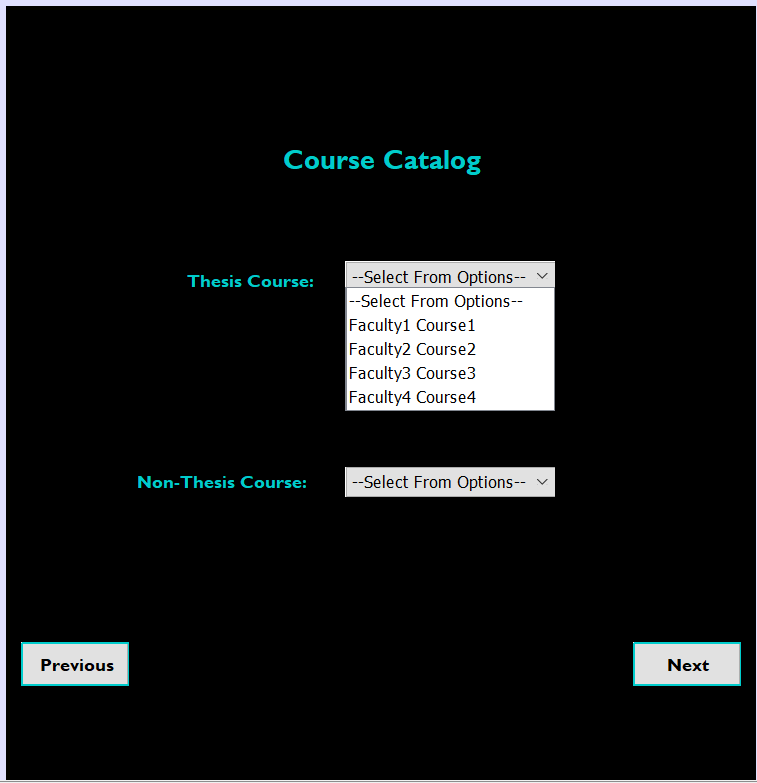 Course Catalog
Thesis Course:
--Select From Options--
--Select From Options--
Faculty1 Course1
Faculty2 Course2
Faculty3 Course3
Faculty4 Course4
Non-Thesis Course:
--Select From Options--
Previous
Next